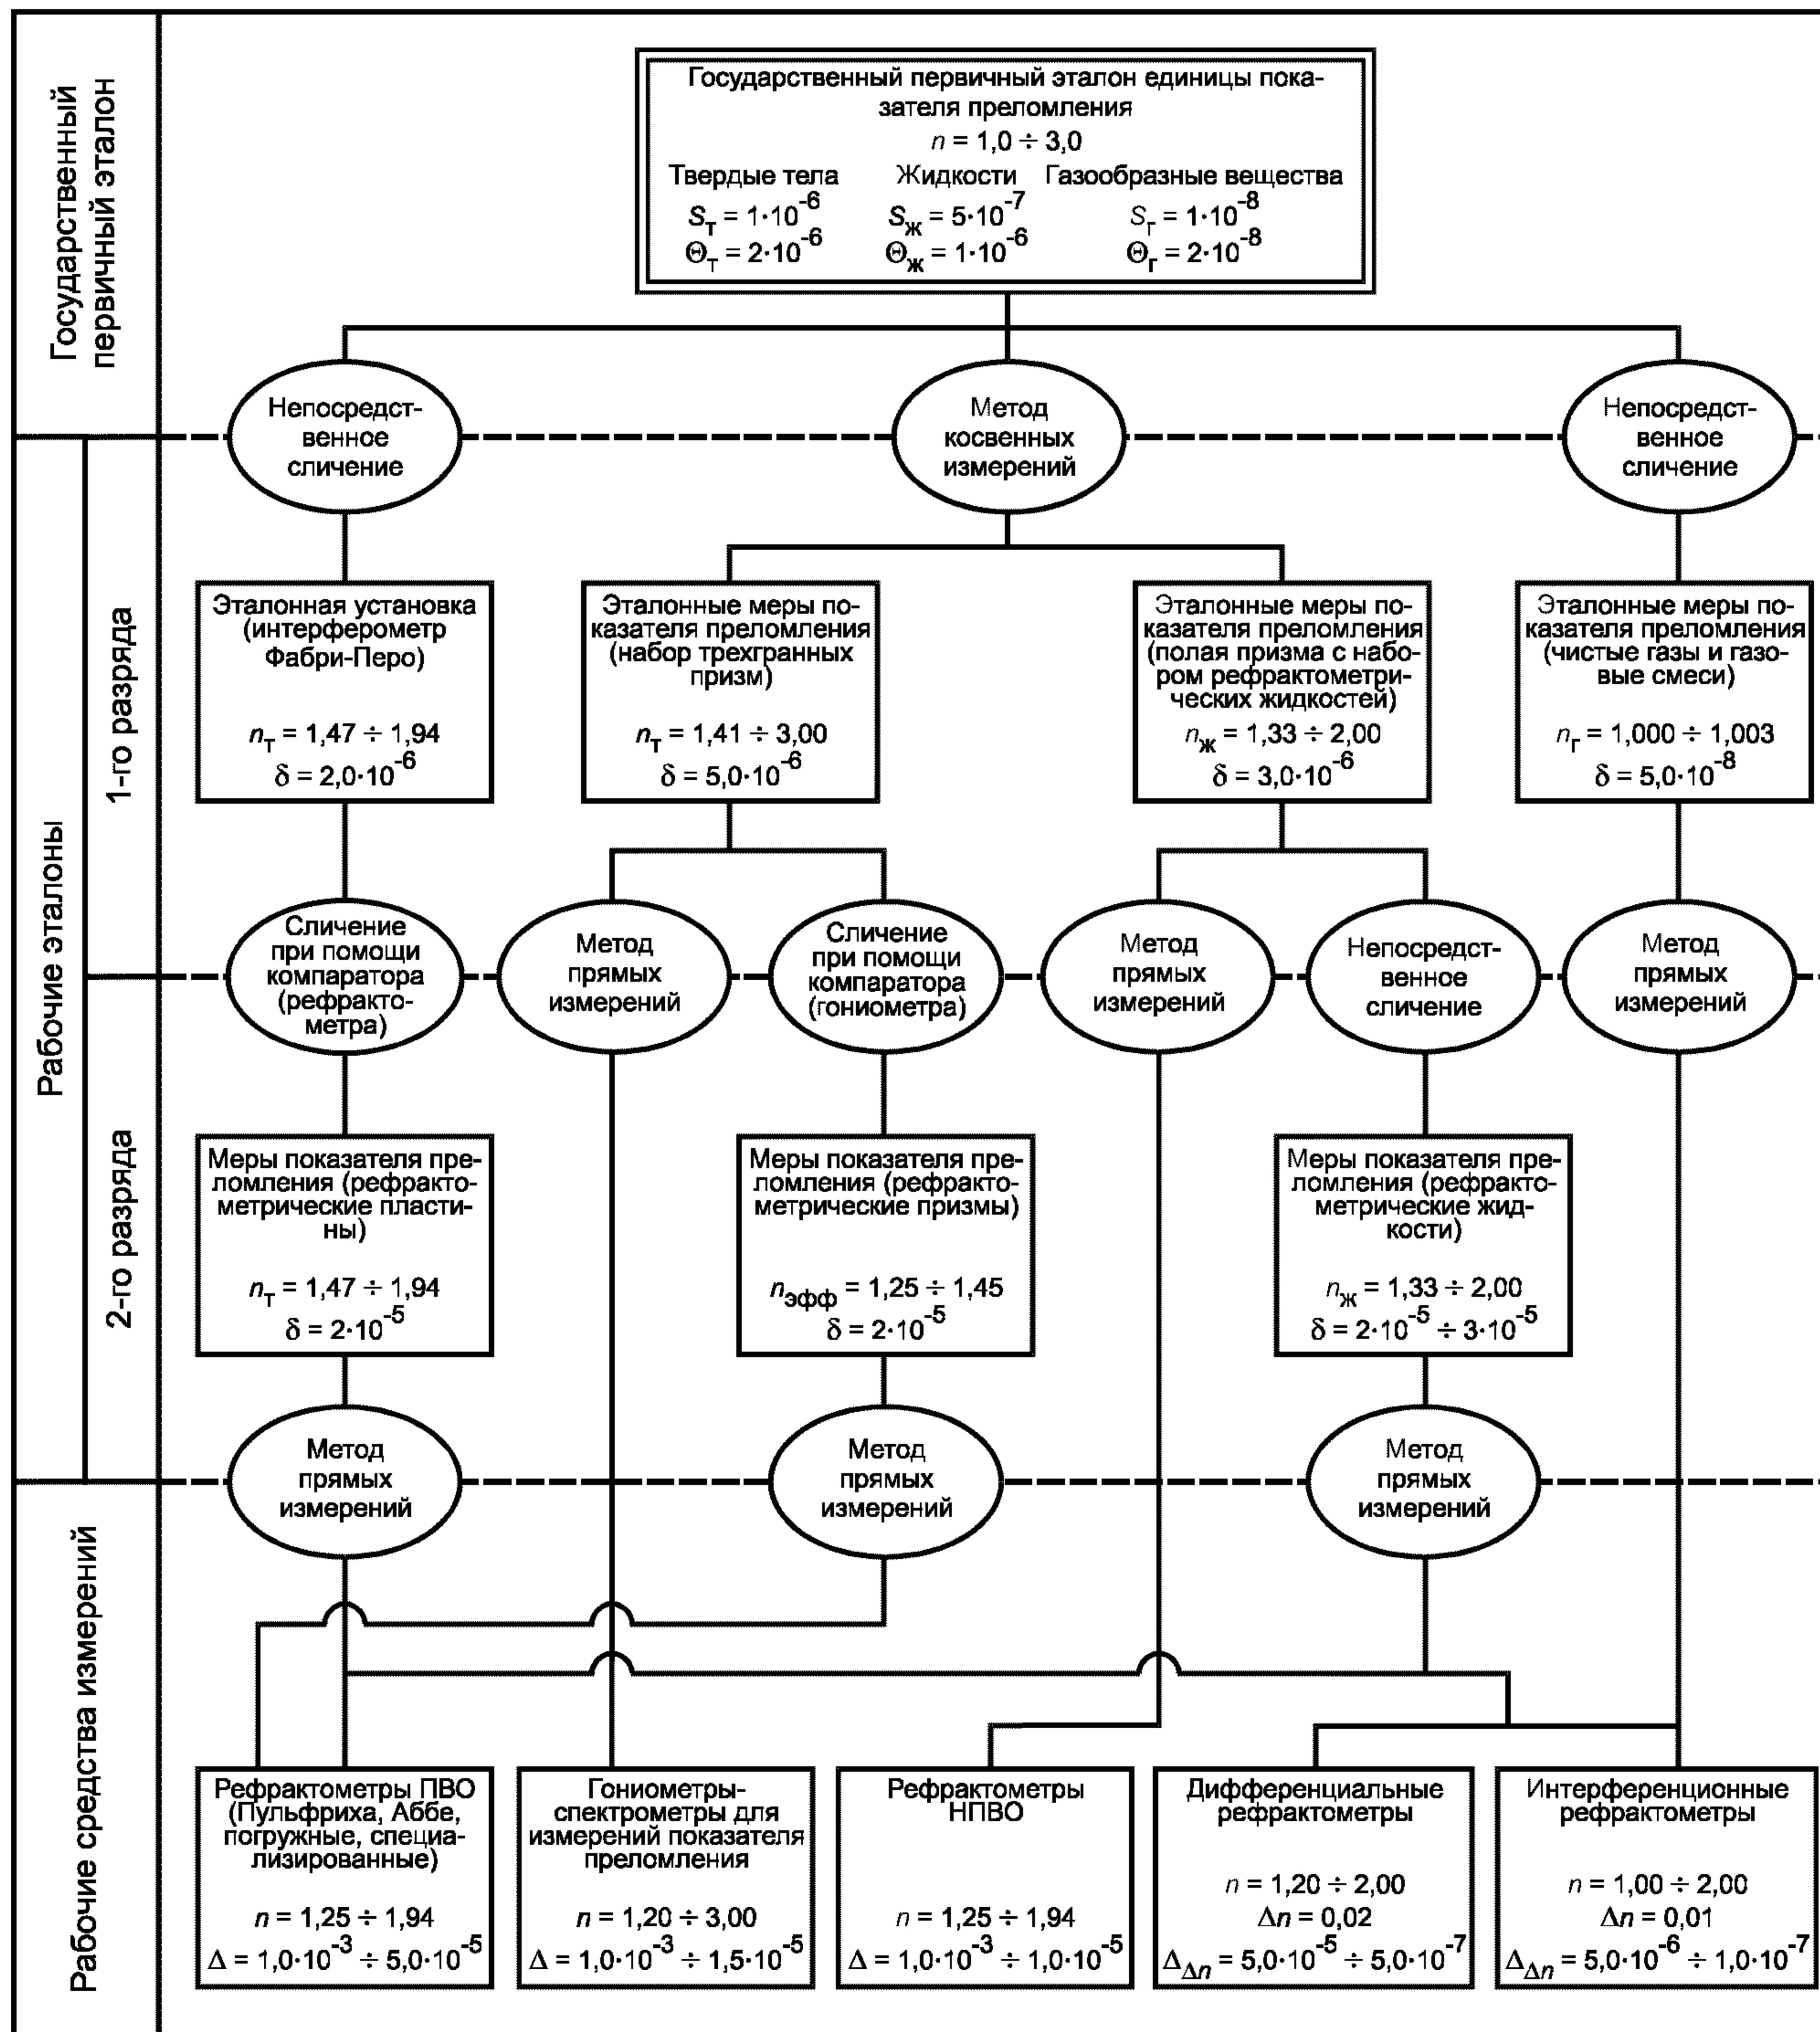 Государственный
первичный эталон
Государственный первичный эталон единицы пока-
зателя преломления
n = 1,0 ÷ 3,0
Твердые тела
Sт = 1·10⁻⁶
Θт = 2·10⁻⁶
Жидкости
Sж = 5·10⁻⁷
Θж = 1·10⁻⁶
Газообразные вещества
Sг = 1·10⁻⁸
Θг = 2·10⁻⁸
Непосредст-
венное
сличение
Метод
косвенных
измерений
Непосредст-
венное
сличение
Рабочие эталоны
1-го разряда
Эталонная установка
(интерферометр
Фабри-Перо)
nт = 1,47 ÷ 1,94
δ = 2,0·10⁻⁶
Эталонные меры по-
казателя преломления
(набор трехгранных
призм)
nт = 1,41 ÷ 3,00
δ = 5,0·10⁻⁶
Эталонные меры по-
казателя преломления
(полая призма с набо-
ром рефрактометри-
ческих жидкостей)
nж = 1,33 ÷ 2,00
δ = 3,0·10⁻⁶
Эталонные меры по-
казателя преломления
(чистые газы и газо-
вые смеси)
nг = 1,000 ÷ 1,003
δ = 5,0·10⁻⁸
Сличение
при помощи
компаратора
(рефракто-
метра)
Метод
прямых
измерений
Сличение
при помощи
компаратора
(гониометра)
Метод
прямых
измерений
Непосредст-
венное
сличение
Метод
прямых
измерений
2-го разряда
Меры показателя пре-
ломления (рефракто-
метрические пласти-
ны)
nт = 1,47 ÷ 1,94
δ = 2·10⁻⁵
Меры показателя пре-
ломления (рефракто-
метрические призмы)
nэфф = 1,25 ÷ 1,45
δ = 2·10⁻⁵
Меры показателя пре-
ломления (рефракто-
метрические жид-
кости)
nж = 1,33 ÷ 2,00
δ = 2·10⁻⁵ ÷ 3·10⁻⁵
Метод
прямых
измерений
Метод
прямых
измерений
Метод
прямых
измерений
Рабочие средства измерений
Рефрактометры ПВО
(Пульфриха, Аббе,
погружные, специа-
лизированные)
n = 1,25 ÷ 1,94
Δ = 1,0·10⁻³ ÷ 5,0·10⁻⁵
Гониометры-
спектрометры для
измерений показателя
преломления
n = 1,20 ÷ 3,00
Δ = 1,0·10⁻³ ÷ 1,5·10⁻⁵
Рефрактометры
НПВО
n = 1,25 ÷ 1,94
Δ = 1,0·10⁻³ ÷ 1,0·10⁻⁵
Дифференциальные
рефрактометры
n = 1,20 ÷ 2,00
Δn = 0,02
ΔΔn = 5,0·10⁻⁵ ÷ 5,0·10⁻⁷
Интерференционные
рефрактометры
n = 1,00 ÷ 2,00
Δn = 0,01
ΔΔn = 5,0·10⁻⁶ ÷ 1,0·10⁻⁷